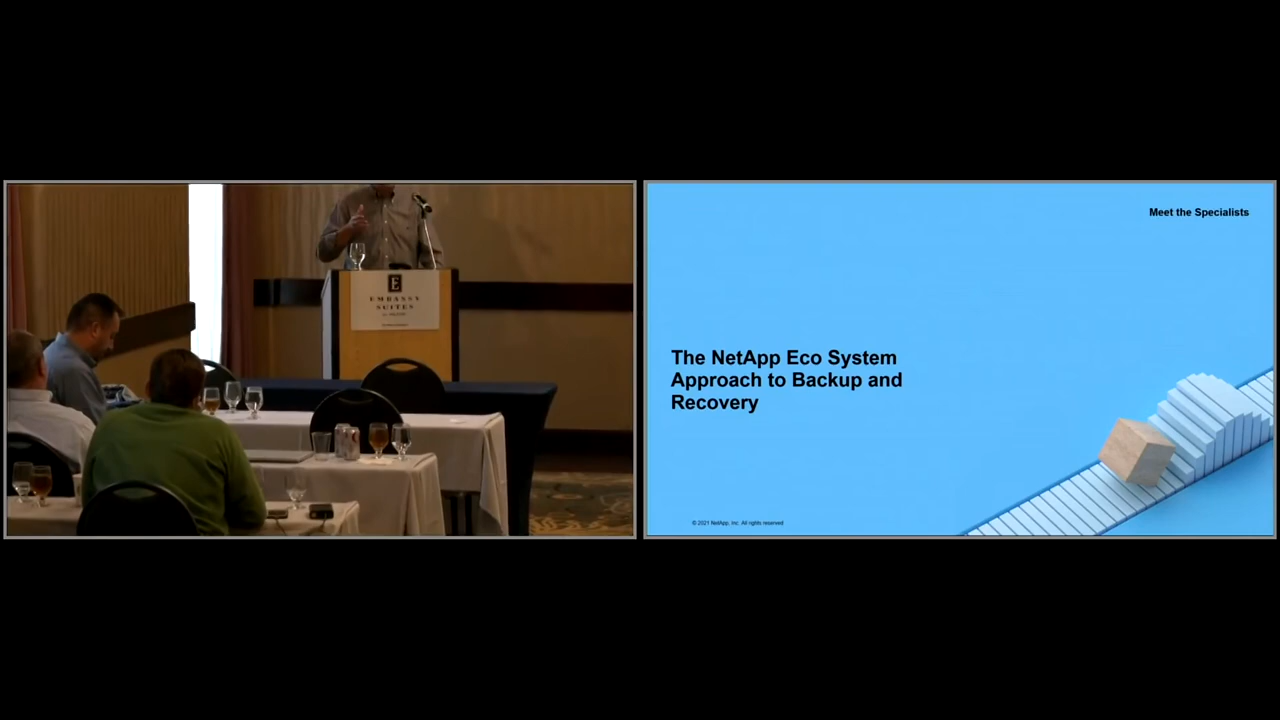 E
EMBASSY
SUITES
Meet the Specialists
The NetApp Eco System
Approach to Backup and
Recovery
© 2021 NetApp, Inc. All rights reserved